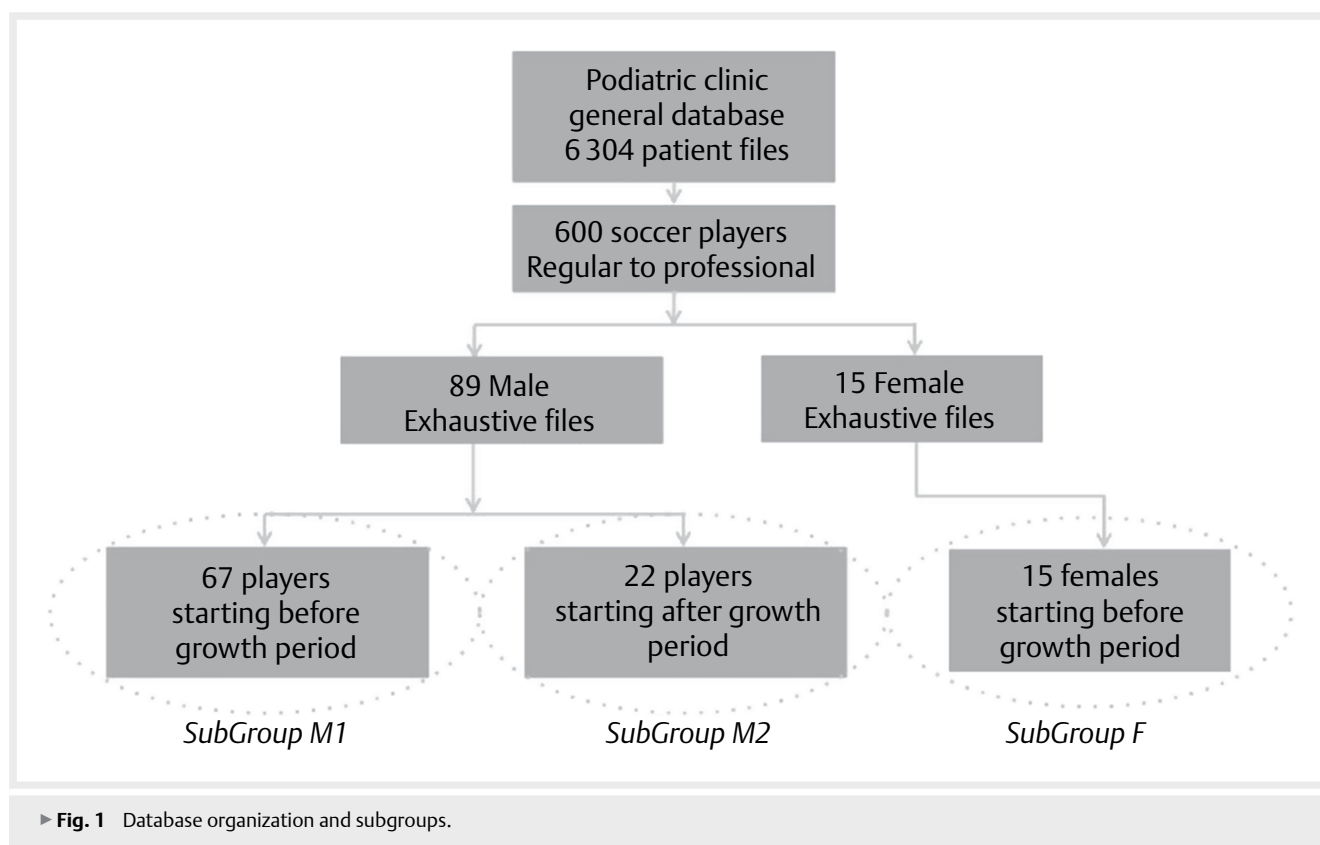 Podiatric clinic
general database
6 304 patient files
600 soccer players
Regular to professional
89 Male
Exhaustive files
15 Female
Exhaustive files
67 players
starting before
growth period
22 players
starting after growth
period
15 females
starting before
growth period
SubGroup M1
SubGroup M2
SubGroup F
▶ Fig. 1 Database organization and subgroups.